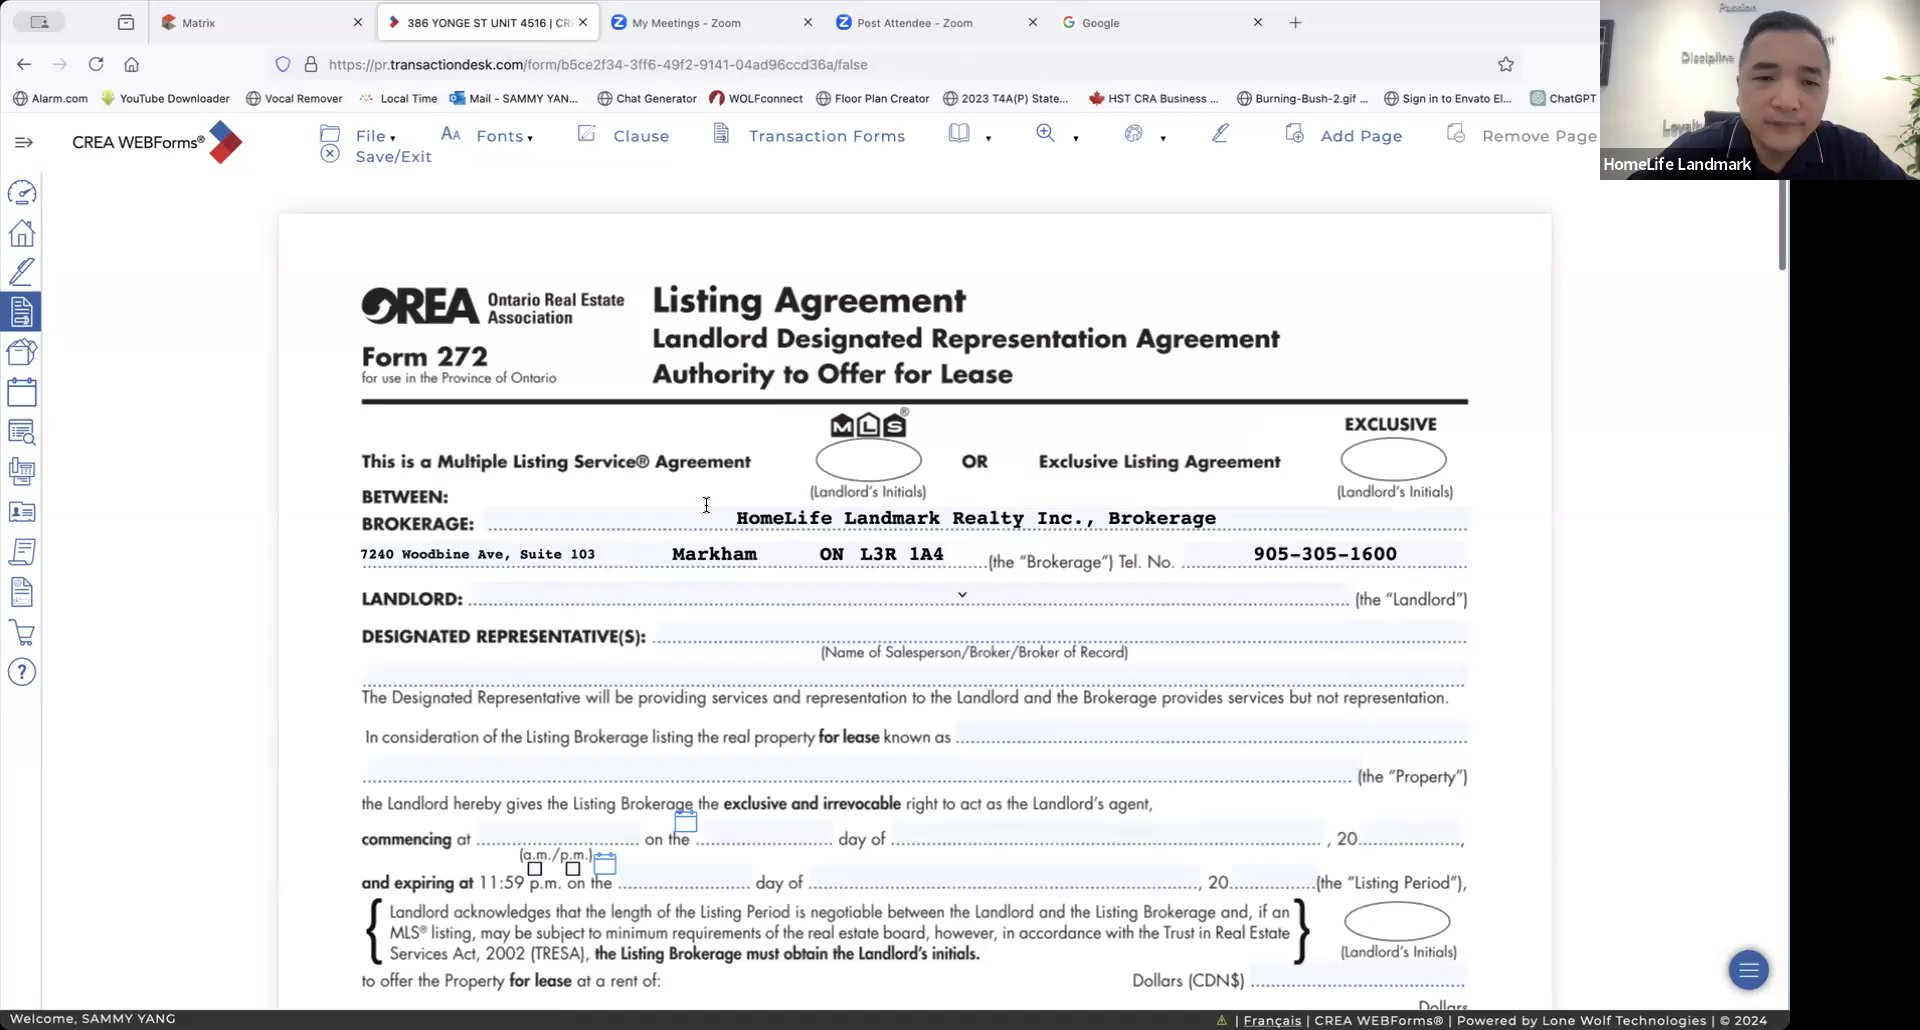 Matrix
386 YONGE ST UNIT 4516 | CR
My Meetings - Zoom
Post Attendee - Zoom
Google
https://pr.transactiondesk.com/form/b5ce2f34-3ff6-49f2-9141-04ad96ccd36a/false
Alarm.com YouTube Downloader Vocal Remover Local Time Mail - SAMMY YAN... Chat Generator WOLFconnect Floor Plan Creator 2023 T4A(P) State... HST CRA Business ... Burning-Bush-2.gif ... Sign in to Envato El... ChatGPT
Passion
Discipline
HomeLife Landmark
CREA WEBForms®
File Fonts Clause Transaction Forms Add Page Remove Page
Save/Exit
OREA Ontario Real Estate Association
Form 272
for use in the Province of Ontario
Listing Agreement
Landlord Designated Representation Agreement
Authority to Offer for Lease
MLS® EXCLUSIVE
This is a Multiple Listing Service® Agreement OR Exclusive Listing Agreement
(Landlord's Initials) (Landlord's Initials)
BETWEEN:
BROKERAGE: HomeLife Landmark Realty Inc., Brokerage
7240 Woodbine Ave, Suite 103 Markham ON L3R 1A4 (the "Brokerage") Tel. No. 905-305-1600
LANDLORD: (the "Landlord")
DESIGNATED REPRESENTATIVE(S):
(Name of Salesperson/Broker/Broker of Record)
The Designated Representative will be providing services and representation to the Landlord and the Brokerage provides services but not representation.
In consideration of the Listing Brokerage listing the real property for lease known as
(the "Property")
the Landlord hereby gives the Listing Brokerage the exclusive and irrevocable right to act as the Landlord's agent,
commencing at on the day of , 20 ,
(a.m./p.m.)
and expiring at 11:59 p.m. on the day of , 20 (the "Listing Period"),
Landlord acknowledges that the length of the Listing Period is negotiable between the Landlord and the Listing Brokerage and, if an
MLS® listing, may be subject to minimum requirements of the real estate board, however, in accordance with the Trust in Real Estate
Services Act, 2002 (TRESA), the Listing Brokerage must obtain the Landlord's initials.
(Landlord's Initials)
to offer the Property for lease at a rent of: Dollars (CDN$)
Dollars
Welcome, SAMMY YANG
| Français | CREA WEBForms® | Powered by Lone Wolf Technologies | © 2024